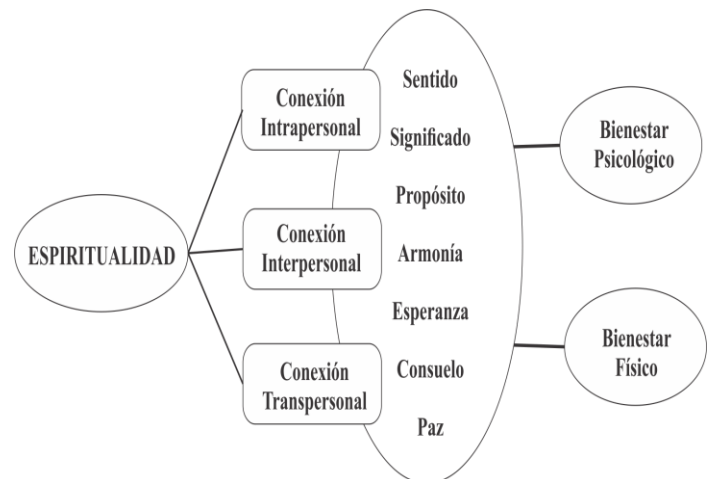 ESPIRITUALIDAD
Conexión
Intrapersonal
Conexión
Interpersonal
Conexión
Transpersonal
Sentido
Significado
Propósito
Armonía
Esperanza
Consuelo
Paz
Bienestar
Psicológico
Bienestar
Físico